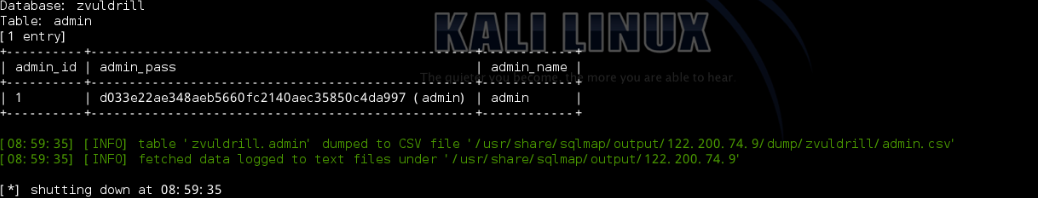 Database: zvuldrill
Table: admin
[1 entry]
+----------+-----------------------------------------------------+------------+
| admin_id | admin_pass | admin_name |
+----------+-----------------------------------------------------+------------+
| 1 | d033e22ae348aeb5660fc2140aec35850c4da997 (admin) | admin |
+----------+-----------------------------------------------------+------------+
KALI LINUX
The quieter you become, the more you are able to hear.
[08:59:35] [INFO] table 'zvuldrill.admin' dumped to CSV file '/usr/share/sqlmap/output/122.200.74.9/dump/zvuldrill/admin.csv'
[08:59:35] [INFO] fetched data logged to text files under '/usr/share/sqlmap/output/122.200.74.9'
[*] shutting down at 08:59:35